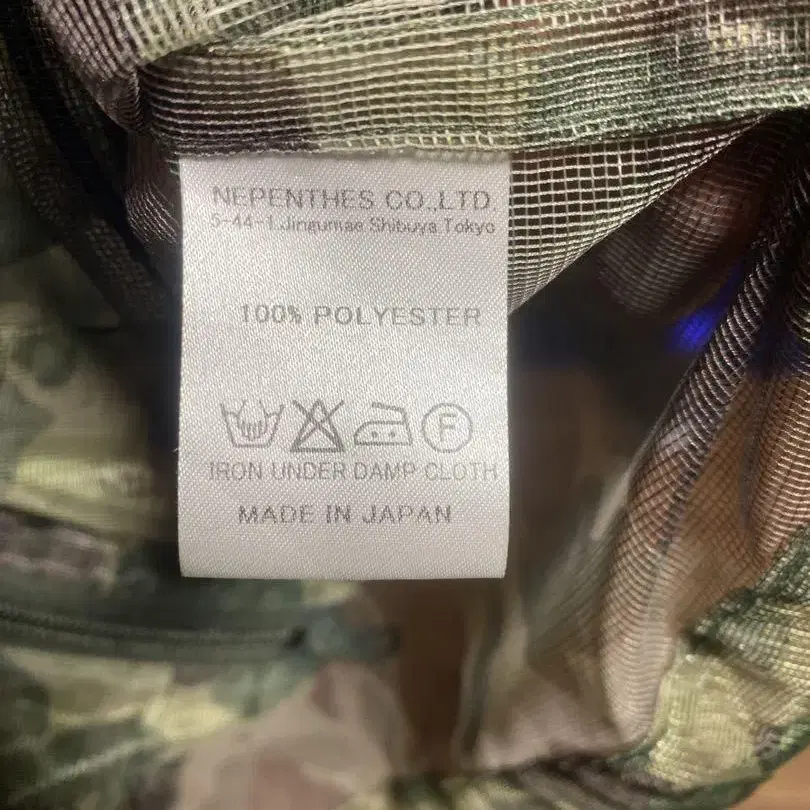 NEPENTHES CO.,LTD.
5-44-1.Jingumae Shibuya Tokyo
100% POLYESTER
F
IRON UNDER DAMP CLOTH
MADE IN JAPAN